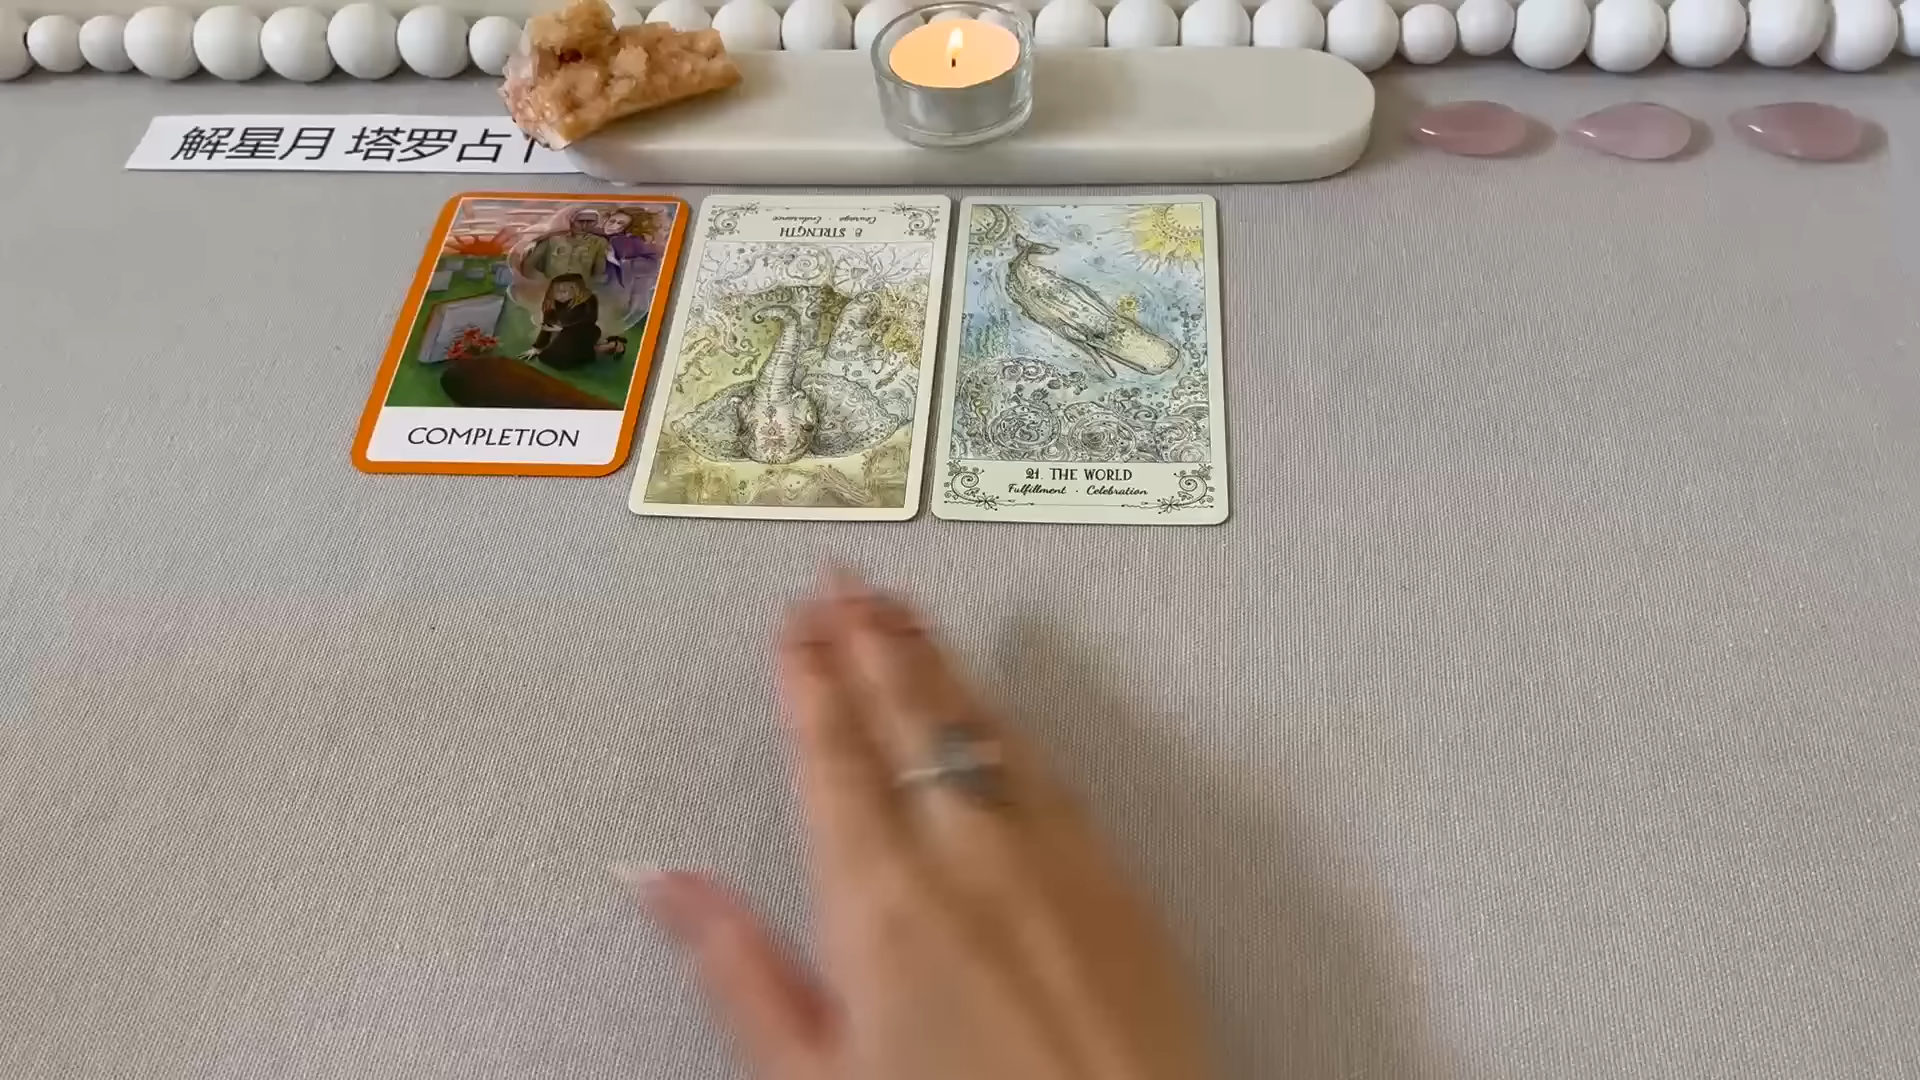 解星月 塔罗占卜
COMPLETION
8. STRENGTH
Courage · Endurance
21. THE WORLD
Fulfillment · Celebration